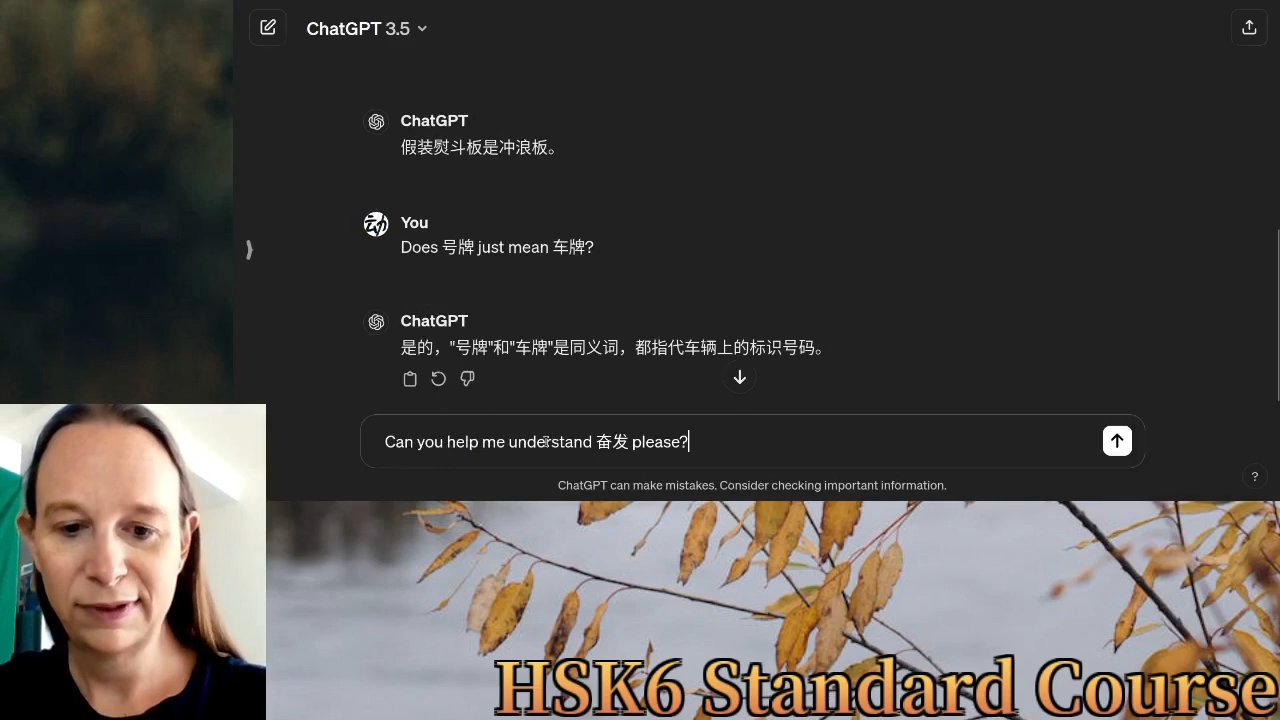 ChatGPT 3.5
ChatGPT
假装熨斗板是冲浪板。
You
Does 号牌 just mean 车牌?
ChatGPT
是的，"号牌"和"车牌"是同义词，都指代车辆上的标识号码。
Can you help me understand 奋发 please?
ChatGPT can make mistakes. Consider checking important information.
?
HSK6 Standard Course